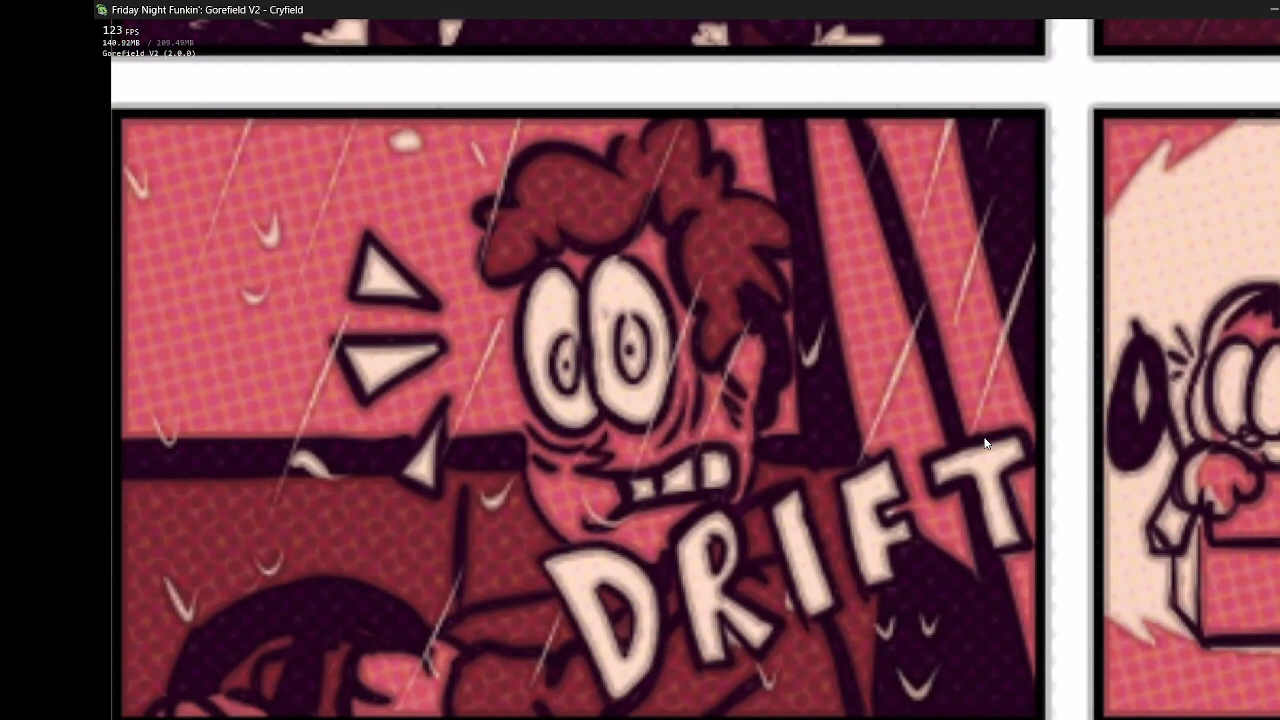 Friday Night Funkin': Gorefield V2 - Cryfield
123 FPS
140.92MB / 209.49MB
Gorefield V2 (2.0.0)
DRIFT